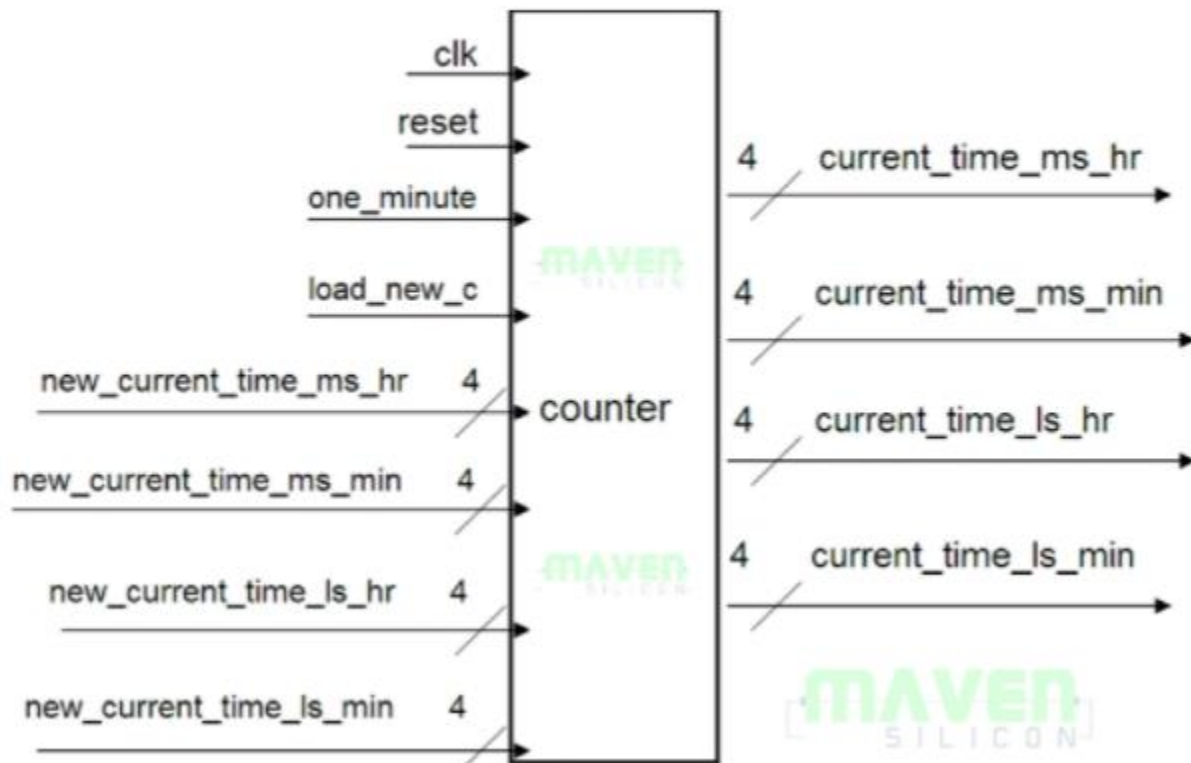 clk
reset
one_minute
load_new_c
new_current_time_ms_hr 4
new_current_time_ms_min 4
new_current_time_ls_hr 4
new_current_time_ls_min 4
counter
MAVEN
SILICON
MAVEN
SILICON
4 current_time_ms_hr
4 current_time_ms_min
4 current_time_ls_hr
4 current_time_ls_min
MAVEN
SILICON